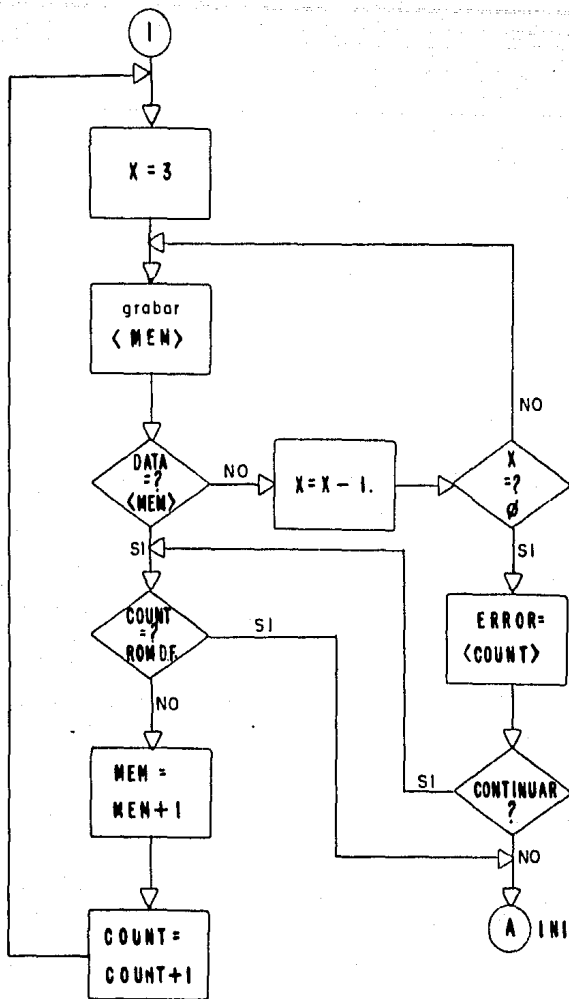 I
X = 3
grabar
< MEM >
DATA
=?
<MEM>
NO
X = X - 1.
X
=?
Ø
NO
SI
SI
ERROR=
<COUNT>
COUNT
=?
ROM D.F.
SI
NO
MEM =
MEM + 1
CONTINUAR
?
SI
NO
COUNT =
COUNT+1
A
INI